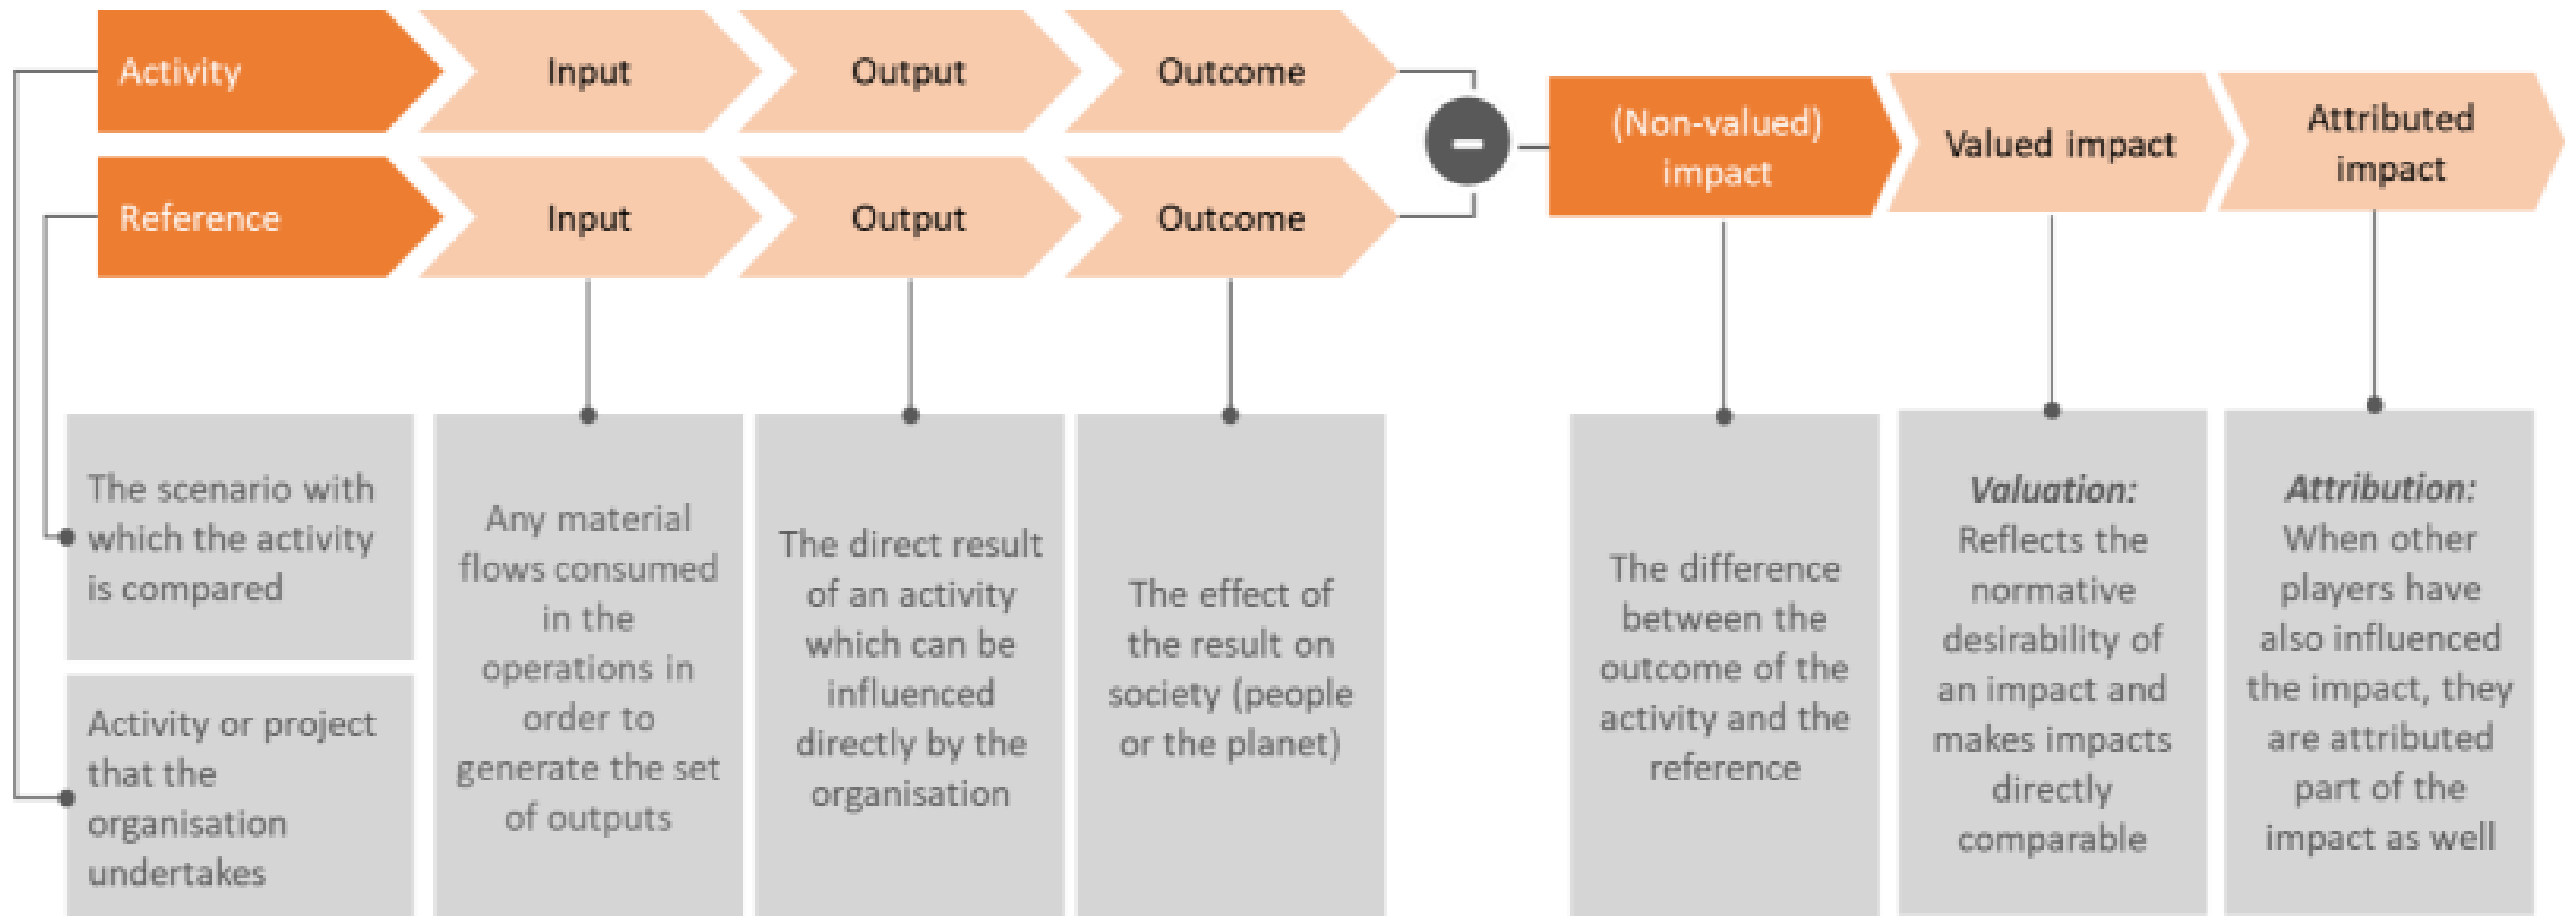 Activity
Input
Output
Outcome
Reference
Input
Output
Outcome
(Non-valued)
impact
Valued impact
Attributed
impact
The scenario with
which the activity
is compared
Activity or project
that the
organisation
undertakes
Any material
flows consumed
in the
operations in
order to
generate the set
of outputs
The direct result
of an activity
which can be
influenced
directly by the
organisation
The effect of
the result on
society (people
or the planet)
The difference
between the
outcome of the
activity and the
reference
Valuation:
Reflects the
normative
desirability of
an impact and
makes impacts
directly
comparable
Attribution:
When other
players have
also influenced
the impact, they
are attributed
part of the
impact as well